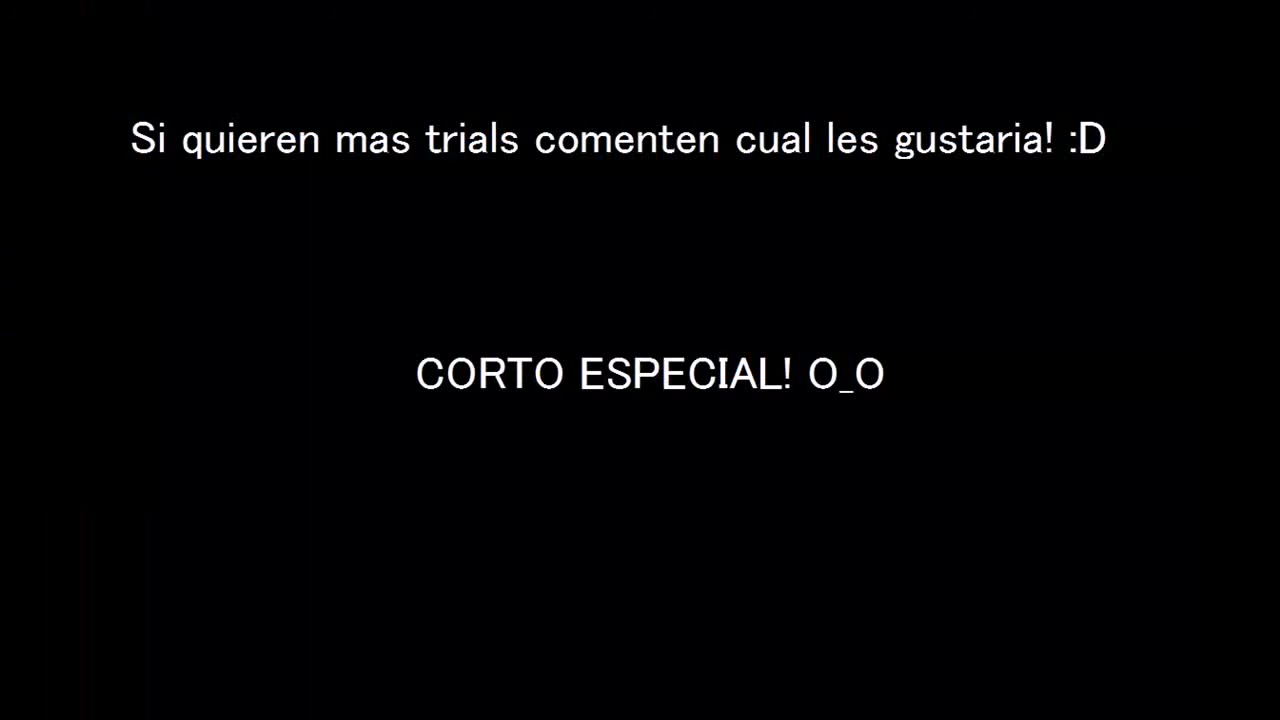 Si quieren mas trials comenten cual les gustaria! :D
CORTO ESPECIAL! O_O